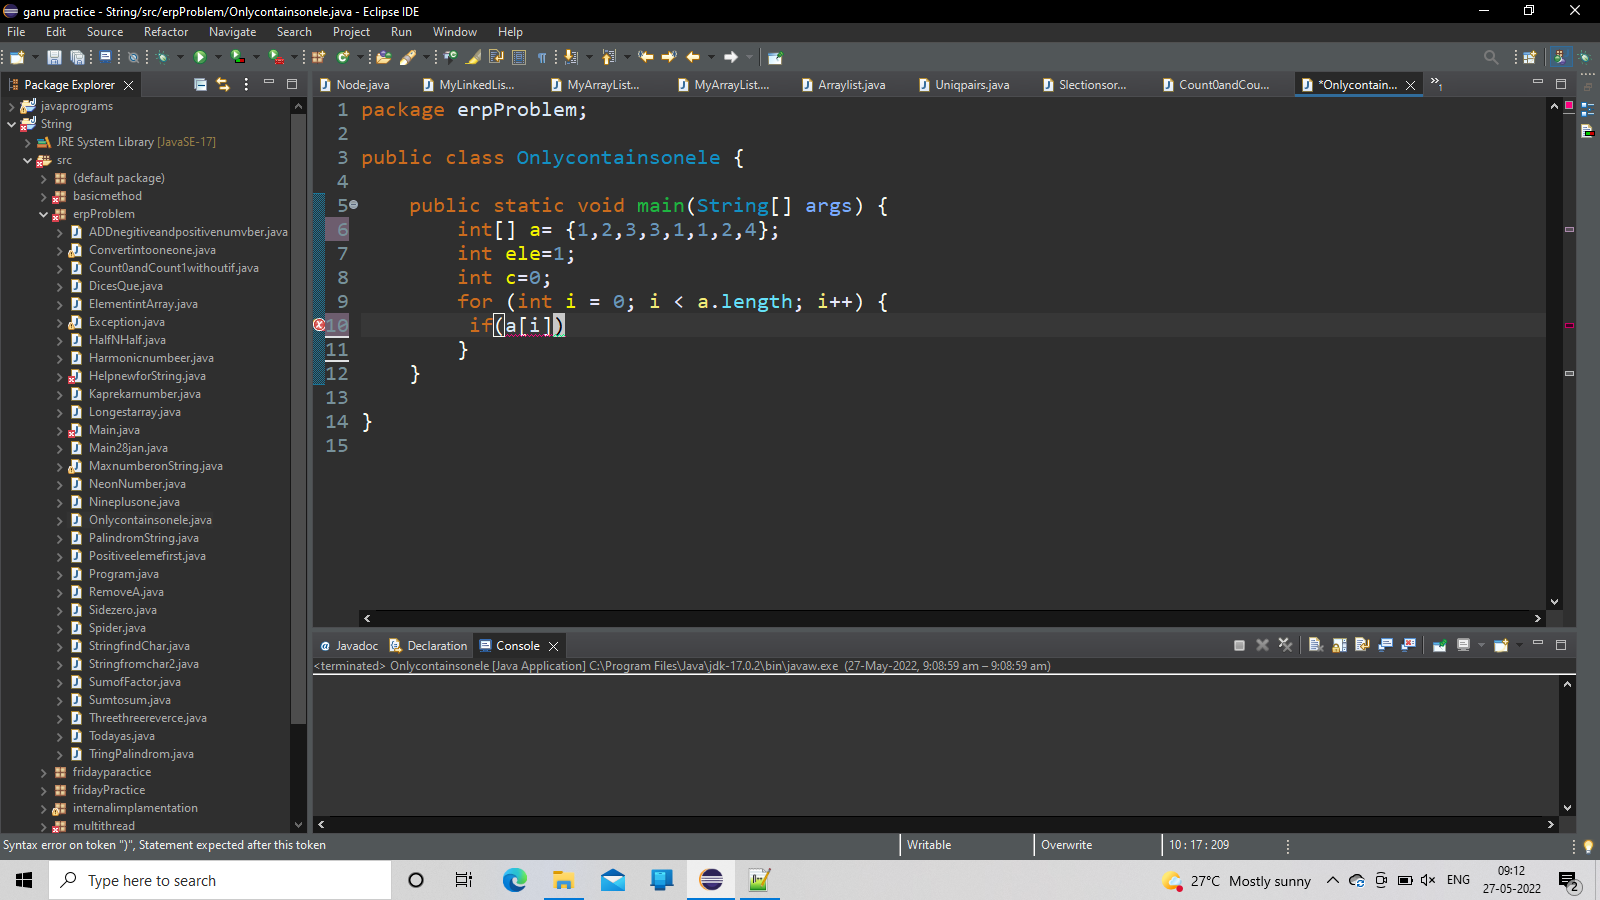 ganu practice - String/src/erpProblem/Onlycontainsonele.java - Eclipse IDE
File Edit Source Refactor Navigate Search Project Run Window Help
Package Explorer
javaprograms
String
JRE System Library [JavaSE-17]
src
(default package)
basicmethod
erpProblem
ADDnegitiveandpositivenumvber.java
Convertintooneone.java
Count0andCount1withoutif.java
DicesQue.java
ElementintArray.java
Exception.java
HalfNHalf.java
Harmonicnumbeer.java
HelpnewforString.java
Kaprekarnumber.java
Longestarray.java
Main.java
Main28jan.java
MaxnumberonString.java
NeonNumber.java
Nineplusone.java
Onlycontainsonele.java
PalindromString.java
Positiveelemefirst.java
Program.java
RemoveA.java
Sidezero.java
Spider.java
StringfindChar.java
Stringfromchar2.java
SumofFactor.java
Sumtosum.java
Threethreereverce.java
Todayas.java
TringPalindrom.java
fridayparactice
fridayPractice
internalimplamentation
multithread
Node.java MyLinkedLis... MyArrayList... MyArrayList.... Arraylist.java Uniqpairs.java Slectionsor... Count0andCou... *Onlycontain... »1
1 package erpProblem;
2
3 public class Onlycontainsonele {
4
5 public static void main(String[] args) {
6 int[] a= {1,2,3,3,1,1,2,4};
7 int ele=1;
8 int c=0;
9 for (int i = 0; i < a.length; i++) {
10 if(a[i])
11 }
12 }
13
14 }
15
Javadoc Declaration Console
<terminated> Onlycontainsonele [Java Application] C:\Program Files\Java\jdk-17.0.2\bin\javaw.exe (27-May-2022, 9:08:59 am – 9:08:59 am)
Syntax error on token ")", Statement expected after this token Writable Overwrite 10 : 17 : 209
Type here to search 27°C Mostly sunny ENG 09:12
27-05-2022 2